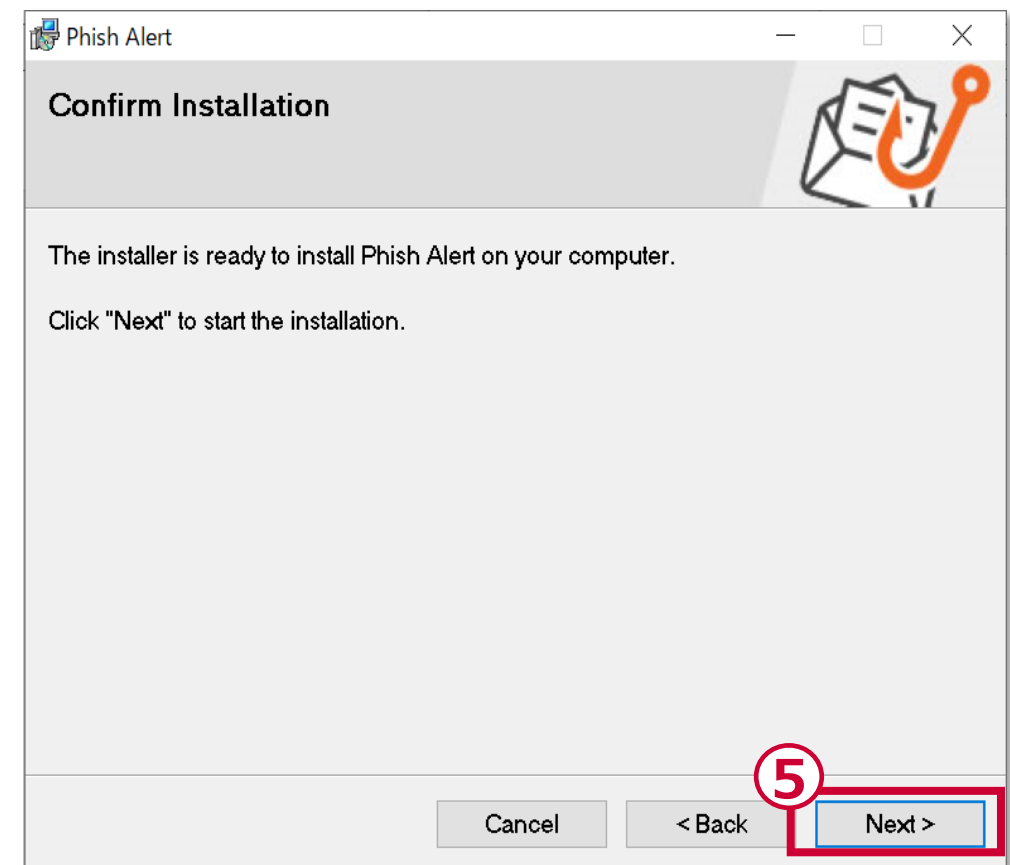 Phish Alert
Confirm Installation
The installer is ready to install Phish Alert on your computer.
Click "Next" to start the installation.
⑤
Cancel
< Back
Next >